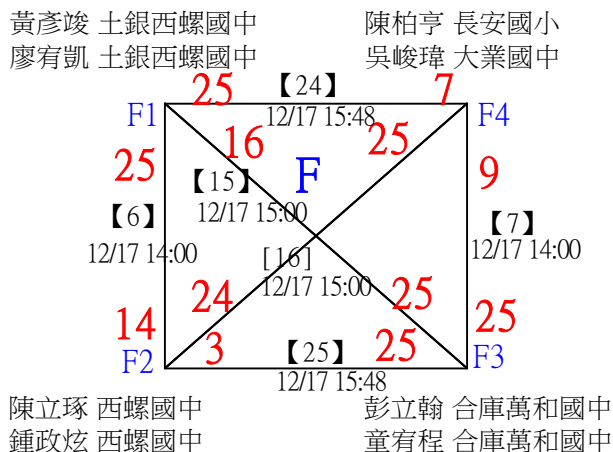 黃彥竣 土銀西螺國中
廖宥凱 土銀西螺國中
陳柏亨 長安國小
吳峻瑋 大業國中
25
【24】
7
F1
12/17 15:48
F4
16
25
25
F
9
【15】
12/17 15:00
【6】
12/17 14:00
【7】
12/17 14:00
[16]
12/17 15:00
24
25
14
25
F2
3
【25】
25
F3
12/17 15:48
陳立琢 西螺國中
鍾政炫 西螺國中
彭立翰 合庫萬和國中
童宥程 合庫萬和國中